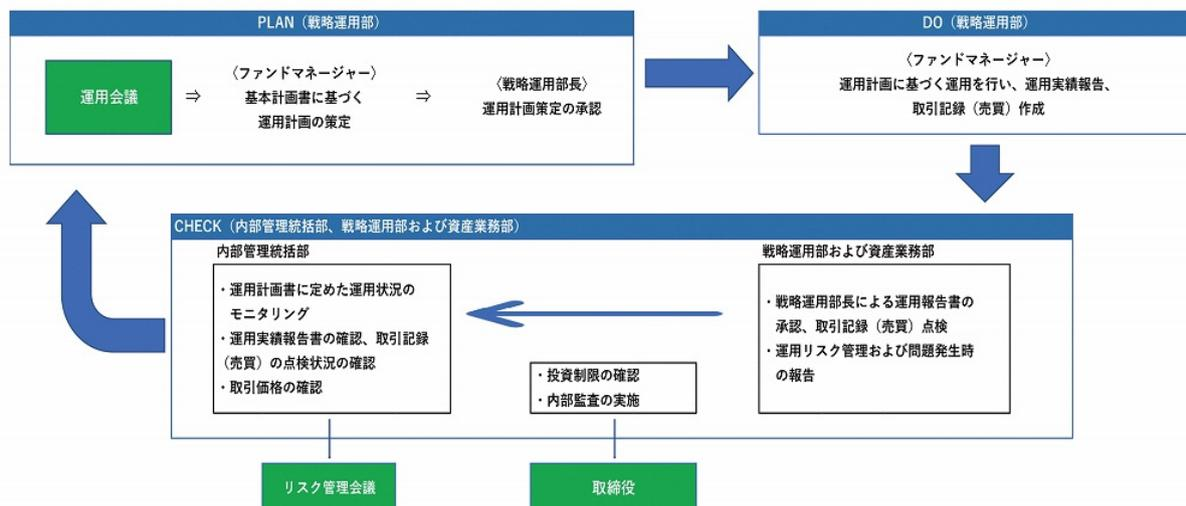 PLAN（戦略運用部）
運用会議
⇒
〈ファンドマネージャー〉
基本計画書に基づく
運用計画の策定
⇒
〈戦略運用部長〉
運用計画策定の承認
DO（戦略運用部）
〈ファンドマネージャー〉
運用計画に基づく運用を行い、運用実績報告、
取引記録（売買）作成
CHECK（内部管理統括部、戦略運用部および資産業務部）
内部管理統括部
・運用計画書に定めた運用状況の
モニタリング
・運用実績報告書の確認、取引記録
（売買）の点検状況の確認
・取引価格の確認
・投資制限の確認
・内部監査の実施
戦略運用部および資産業務部
・戦略運用部長による運用報告書の
承認、取引記録（売買）点検
・運用リスク管理および問題発生時
の報告
リスク管理会議
取締役